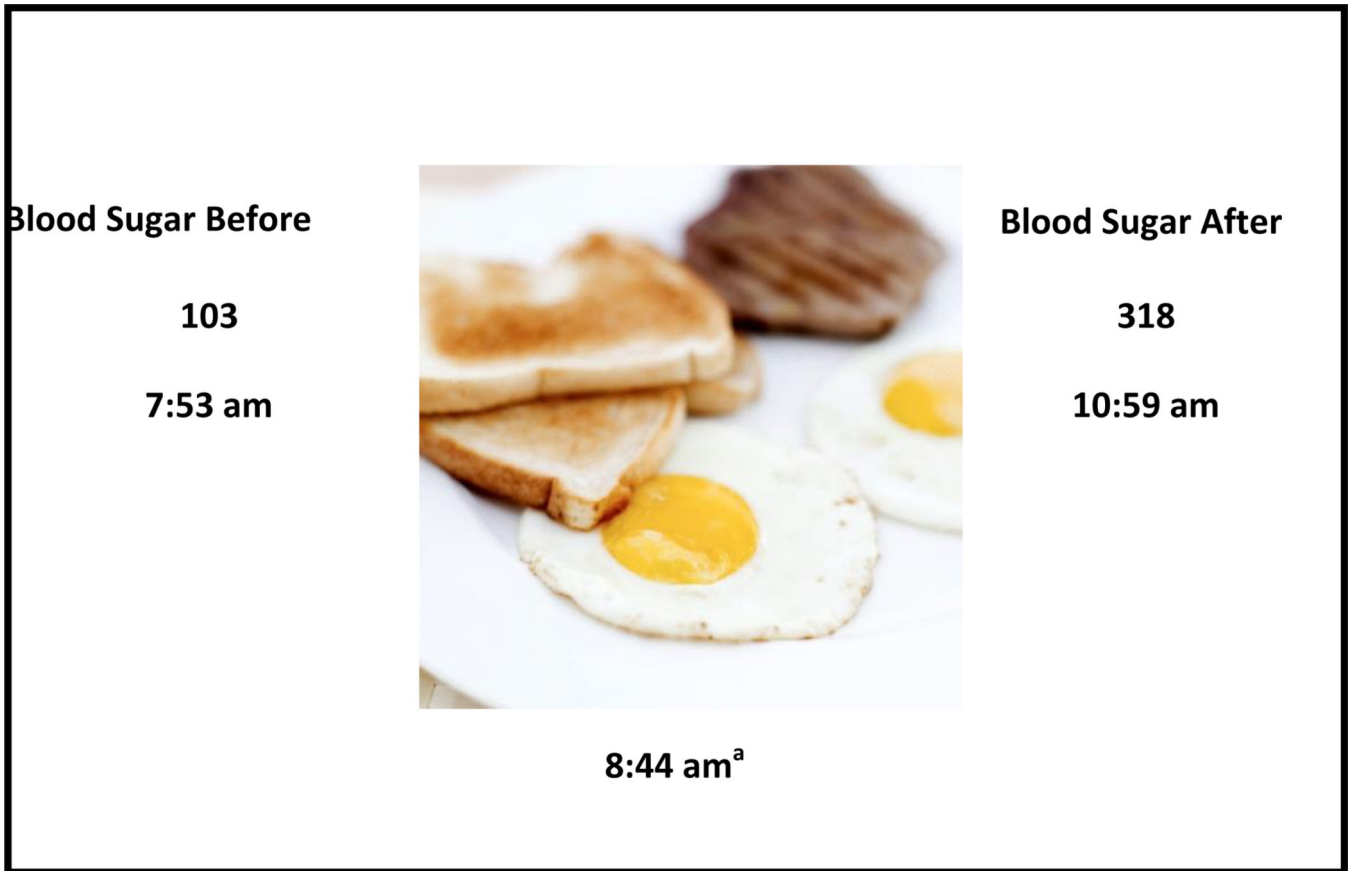 Blood Sugar Before
103
7:53 am
8:44 amᵃ
Blood Sugar After
318
10:59 am